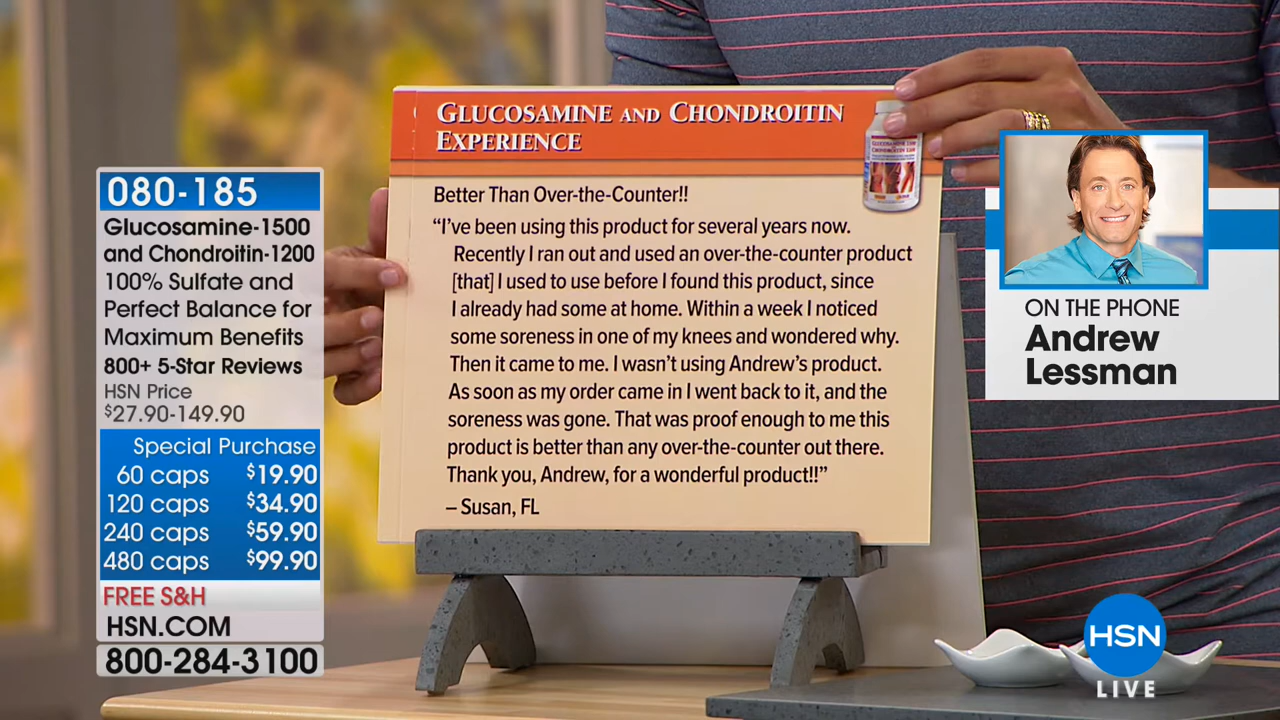 080-185
Glucosamine-1500
and Chondroitin-1200
100% Sulfate and
Perfect Balance for
Maximum Benefits
800+ 5-Star Reviews
HSN Price
$27.90-149.90
Special Purchase
60 caps $19.90
120 caps $34.90
240 caps $59.90
480 caps $99.90
FREE S&H
HSN.COM
800-284-3100
GLUCOSAMINE AND CHONDROITIN
EXPERIENCE
Better Than Over-the-Counter!!
“I’ve been using this product for several years now.
Recently I ran out and used an over-the-counter product
[that] I used to use before I found this product, since
I already had some at home. Within a week I noticed
some soreness in one of my knees and wondered why.
Then it came to me. I wasn’t using Andrew’s product.
As soon as my order came in I went back to it, and the
soreness was gone. That was proof enough to me this
product is better than any over-the-counter out there.
Thank you, Andrew, for a wonderful product!!”
– Susan, FL
ON THE PHONE
Andrew
Lessman
HSN
LIVE